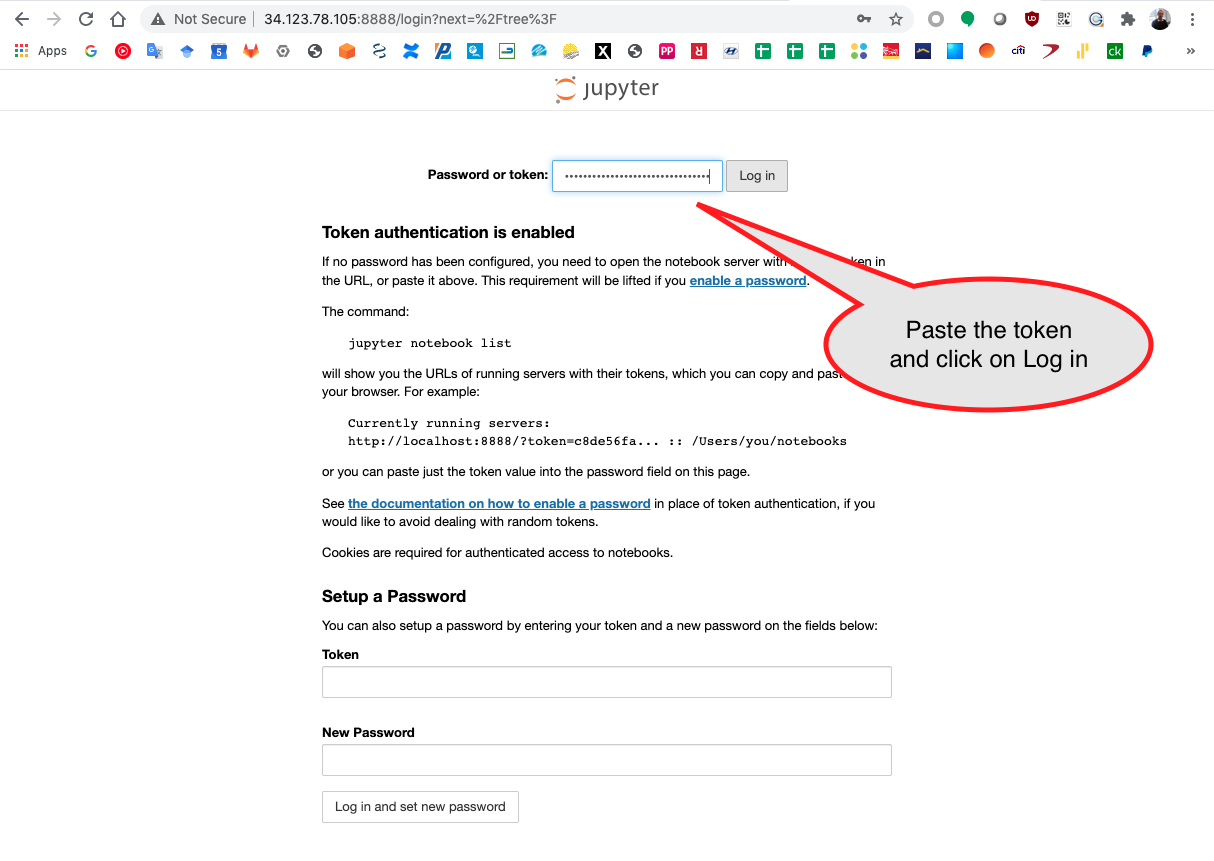 Not Secure
34.123.78.105:8888/login?next=%2Ftree%3F
Apps
jupyter
Password or token:
Log in
Token authentication is enabled
If no password has been configured, you need to open the notebook server with
in
the URL, or paste it above. This requirement will be lifted if you enable a password.
The command:
jupyter notebook list
will show you the URLs of running servers with their tokens, which you can copy and
your browser. For example:
Currently running servers:
http://localhost:8888/?token=c8de56fa... :: /Users/you/notebooks
or you can paste just the token value into the password field on this page.
See the documentation on how to enable a password in place of token authentication, if you
would like to avoid dealing with random tokens.
Cookies are required for authenticated access to notebooks.
Paste the token
and click on Log in
Setup a Password
You can also setup a password by entering your token and a new password on the fields below:
Token
New Password
Log in and set new password